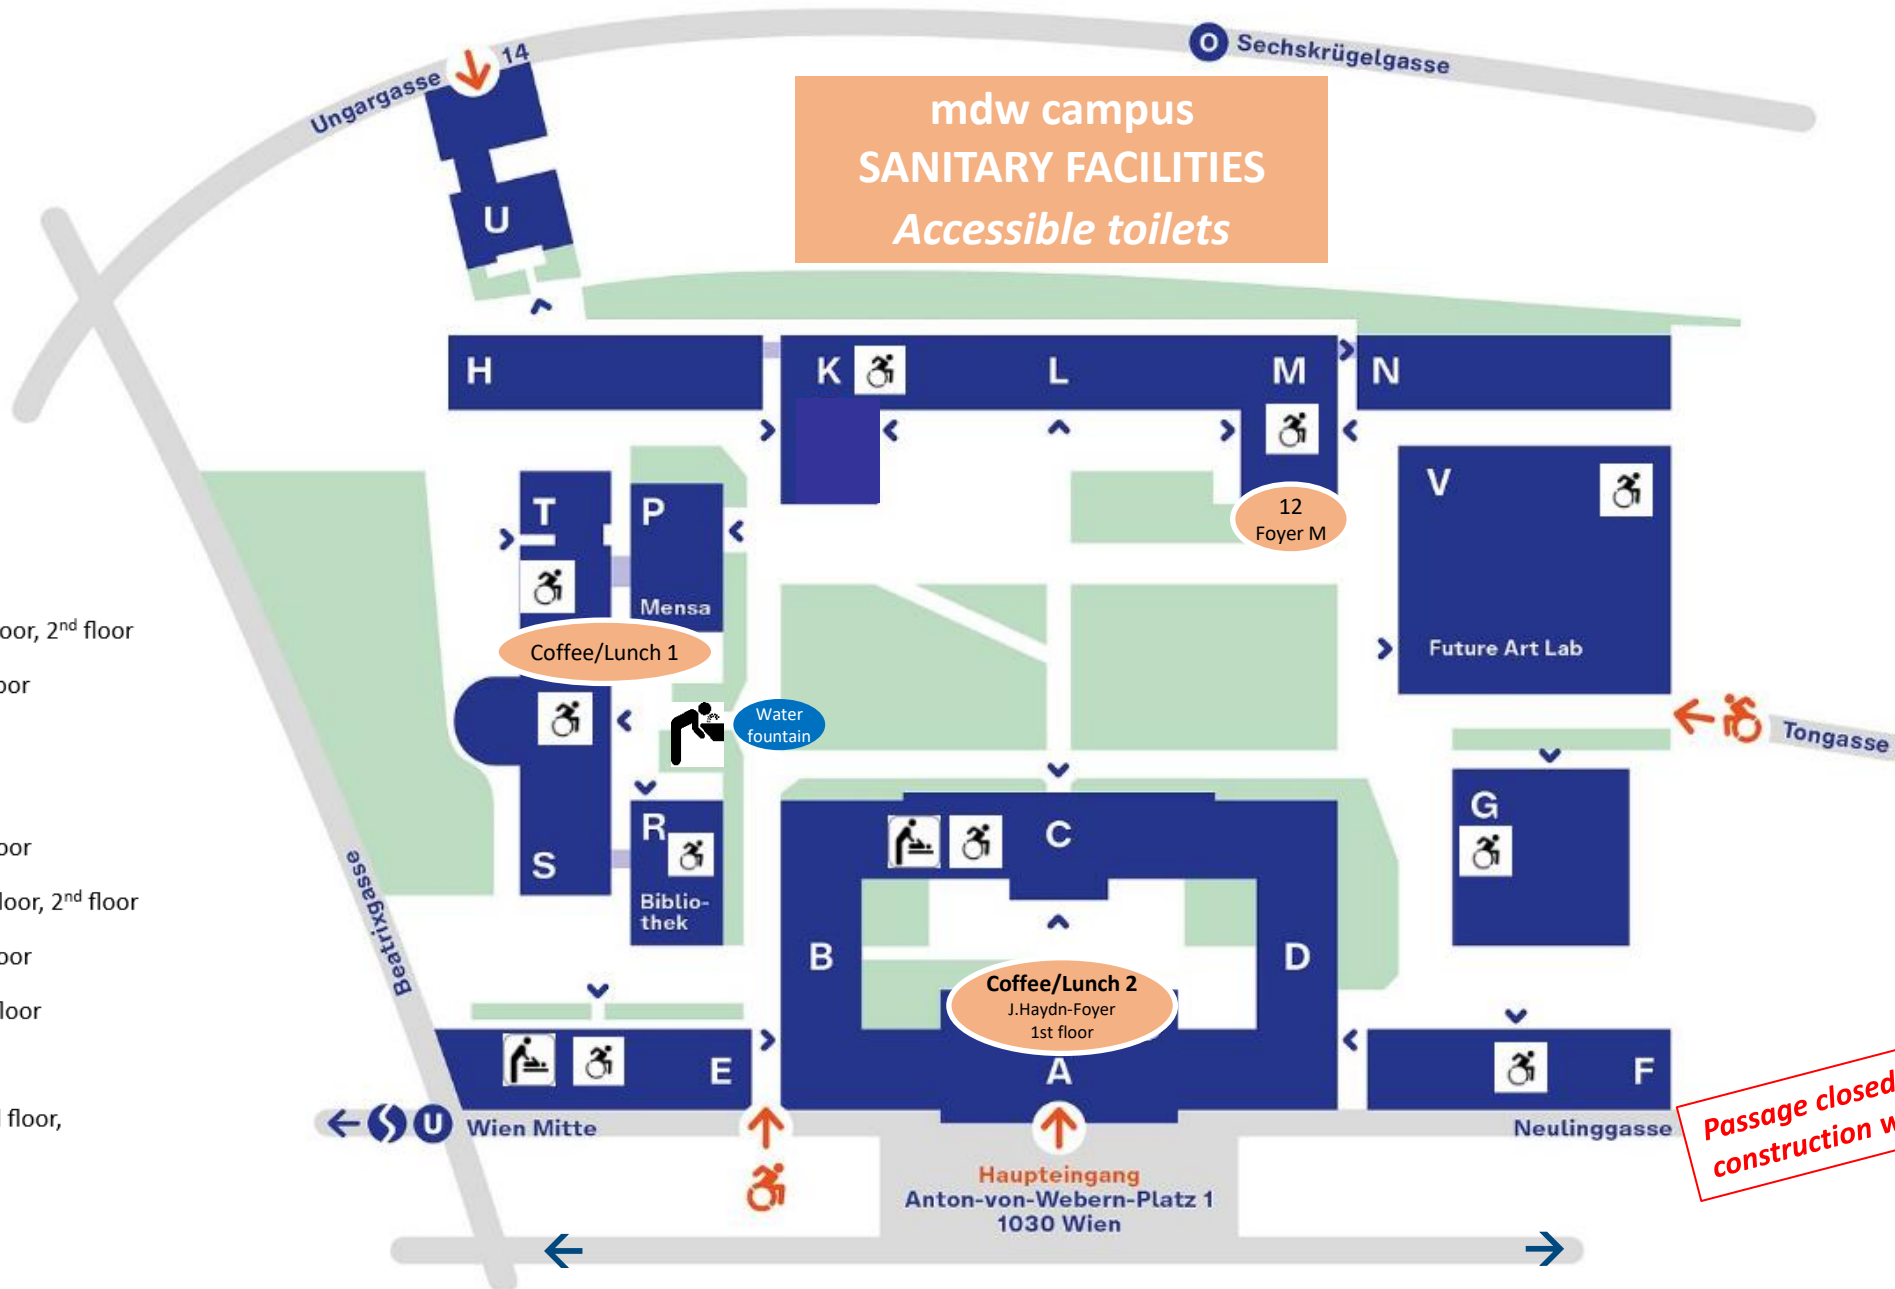 14
Ungargasse
O Sechskrügelgasse
mdw campus
SANITARY FACILITIES
Accessible toilets
U
H
K
L
M
N
T
P
V
12
Foyer M
Mensa
Future Art Lab
oor, 2nd floor
Coffee/Lunch 1
oor
Water
fountain
Tongasse
G
R
C
oor
S
Biblio-
thek
loor, 2nd floor
Beatrixgasse
B
D
oor
Coffee/Lunch 2
J.Haydn-Foyer
1st floor
floor
E
A
F
Passage closed
construction w
floor,
S U Wien Mitte
Neulinggasse
Haupteingang
Anton-von-Webern-Platz 1
1030 Wien